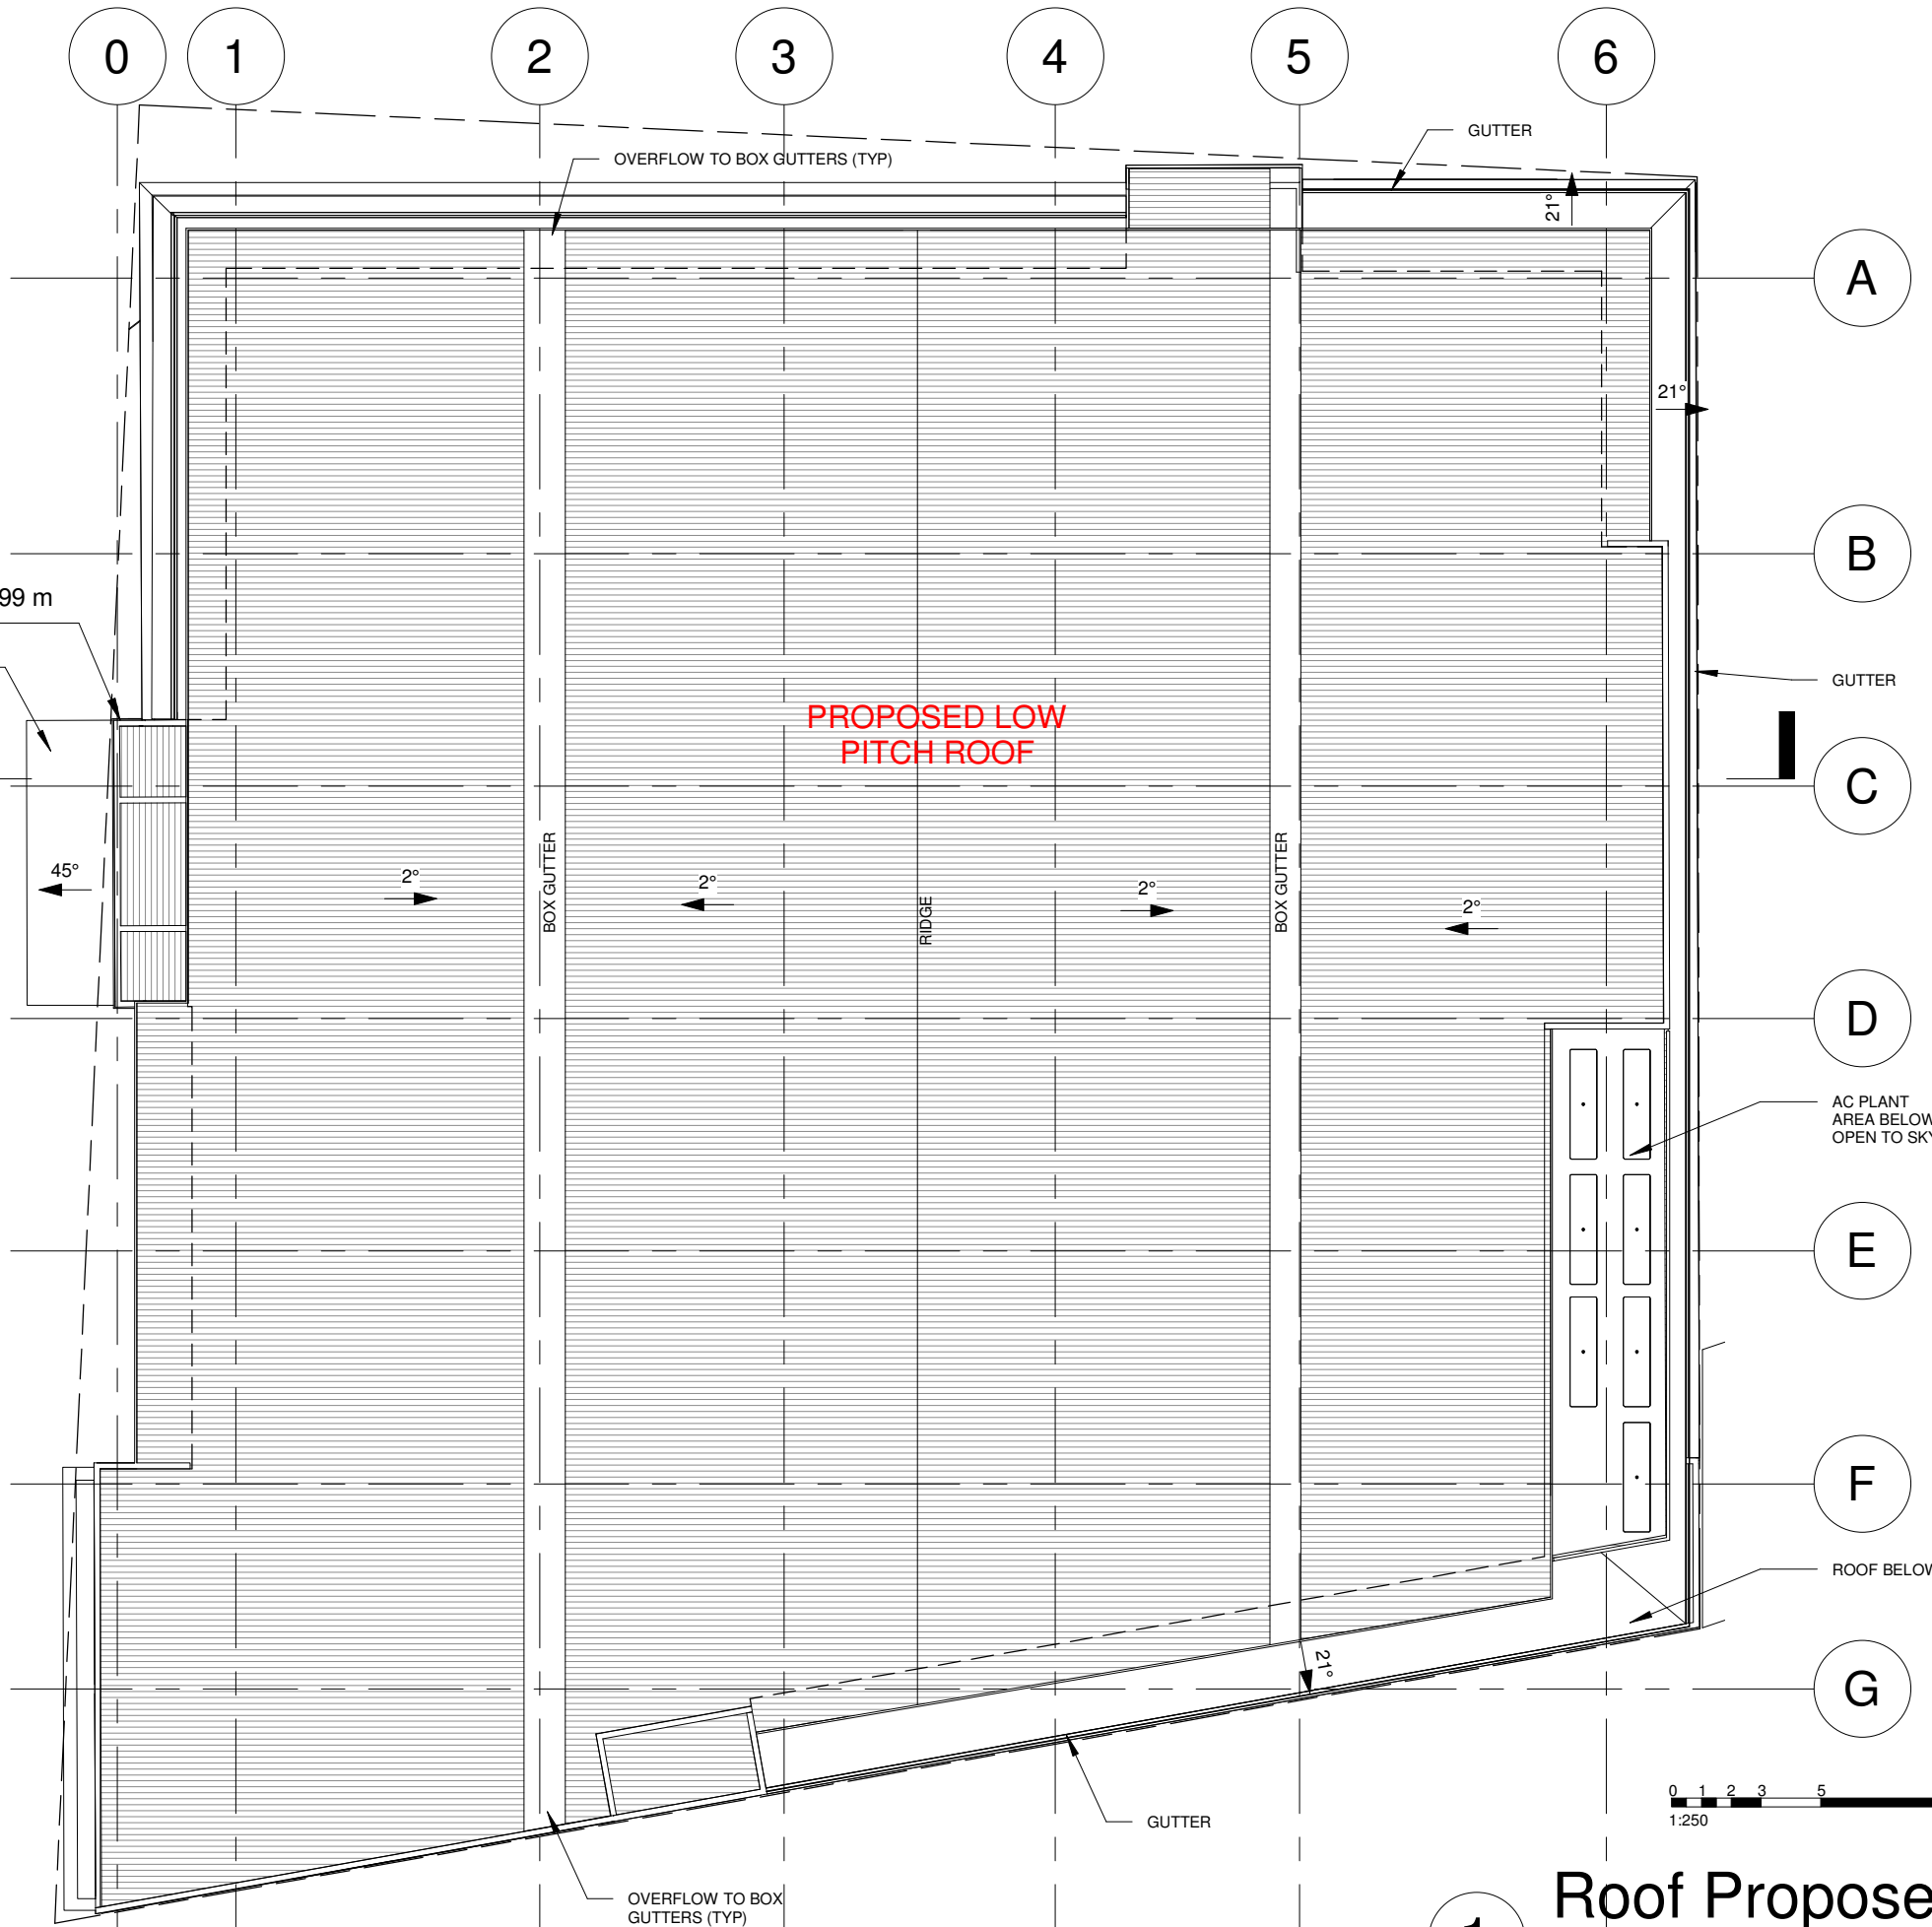 0 1 2 3 4 5 6
GUTTER
OVERFLOW TO BOX GUTTERS (TYP)
21°
A
21°
B
99 m
GUTTER
PROPOSED LOW
PITCH ROOF
C
BOX GUTTER
BOX GUTTER
45°
2°
2°
2°
2°
RIDGE
D
AC PLANT
AREA BELOW
OPEN TO SKY
E
F
ROOF BELOW
21°
G
0 1 2 3 5
1:250
GUTTER
OVERFLOW TO BOX
GUTTERS (TYP)
1
Roof Propose